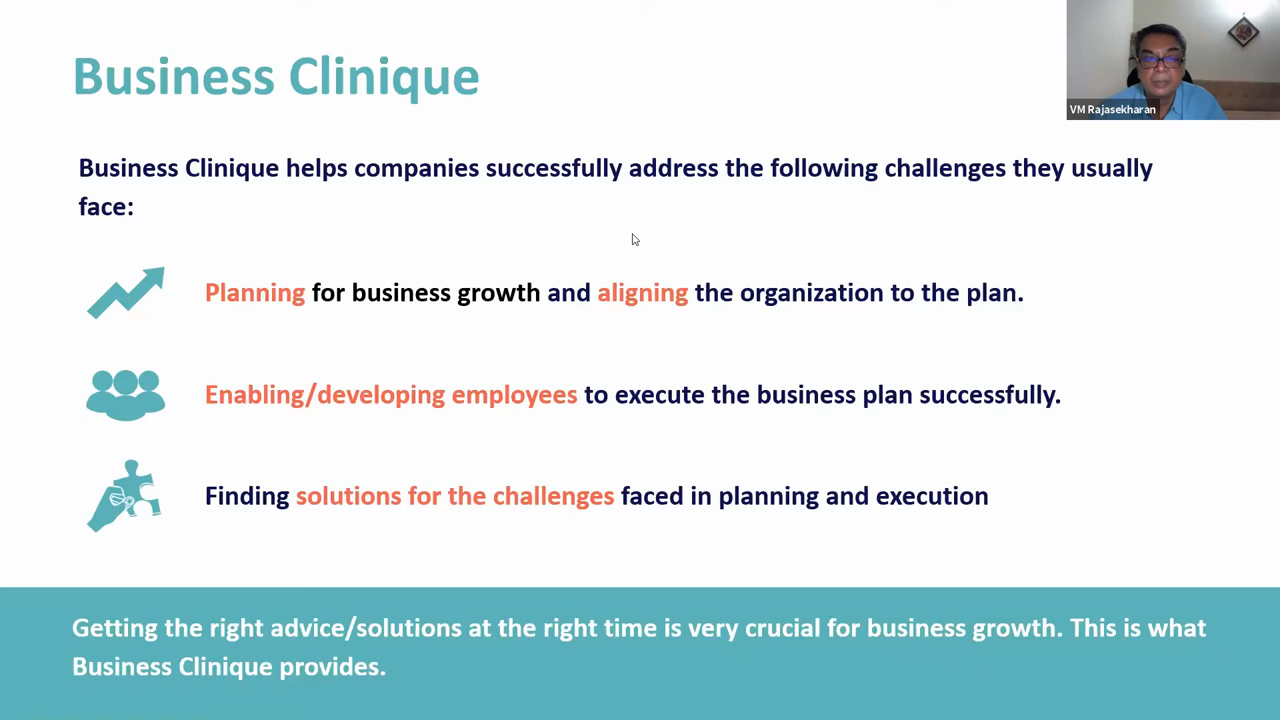 Business Clinique
VM Rajasekharan
Business Clinique helps companies successfully address the following challenges they usually
face:
Planning for business growth and aligning the organization to the plan.
Enabling/developing employees to execute the business plan successfully.
Finding solutions for the challenges faced in planning and execution
Getting the right advice/solutions at the right time is very crucial for business growth. This is what
Business Clinique provides.